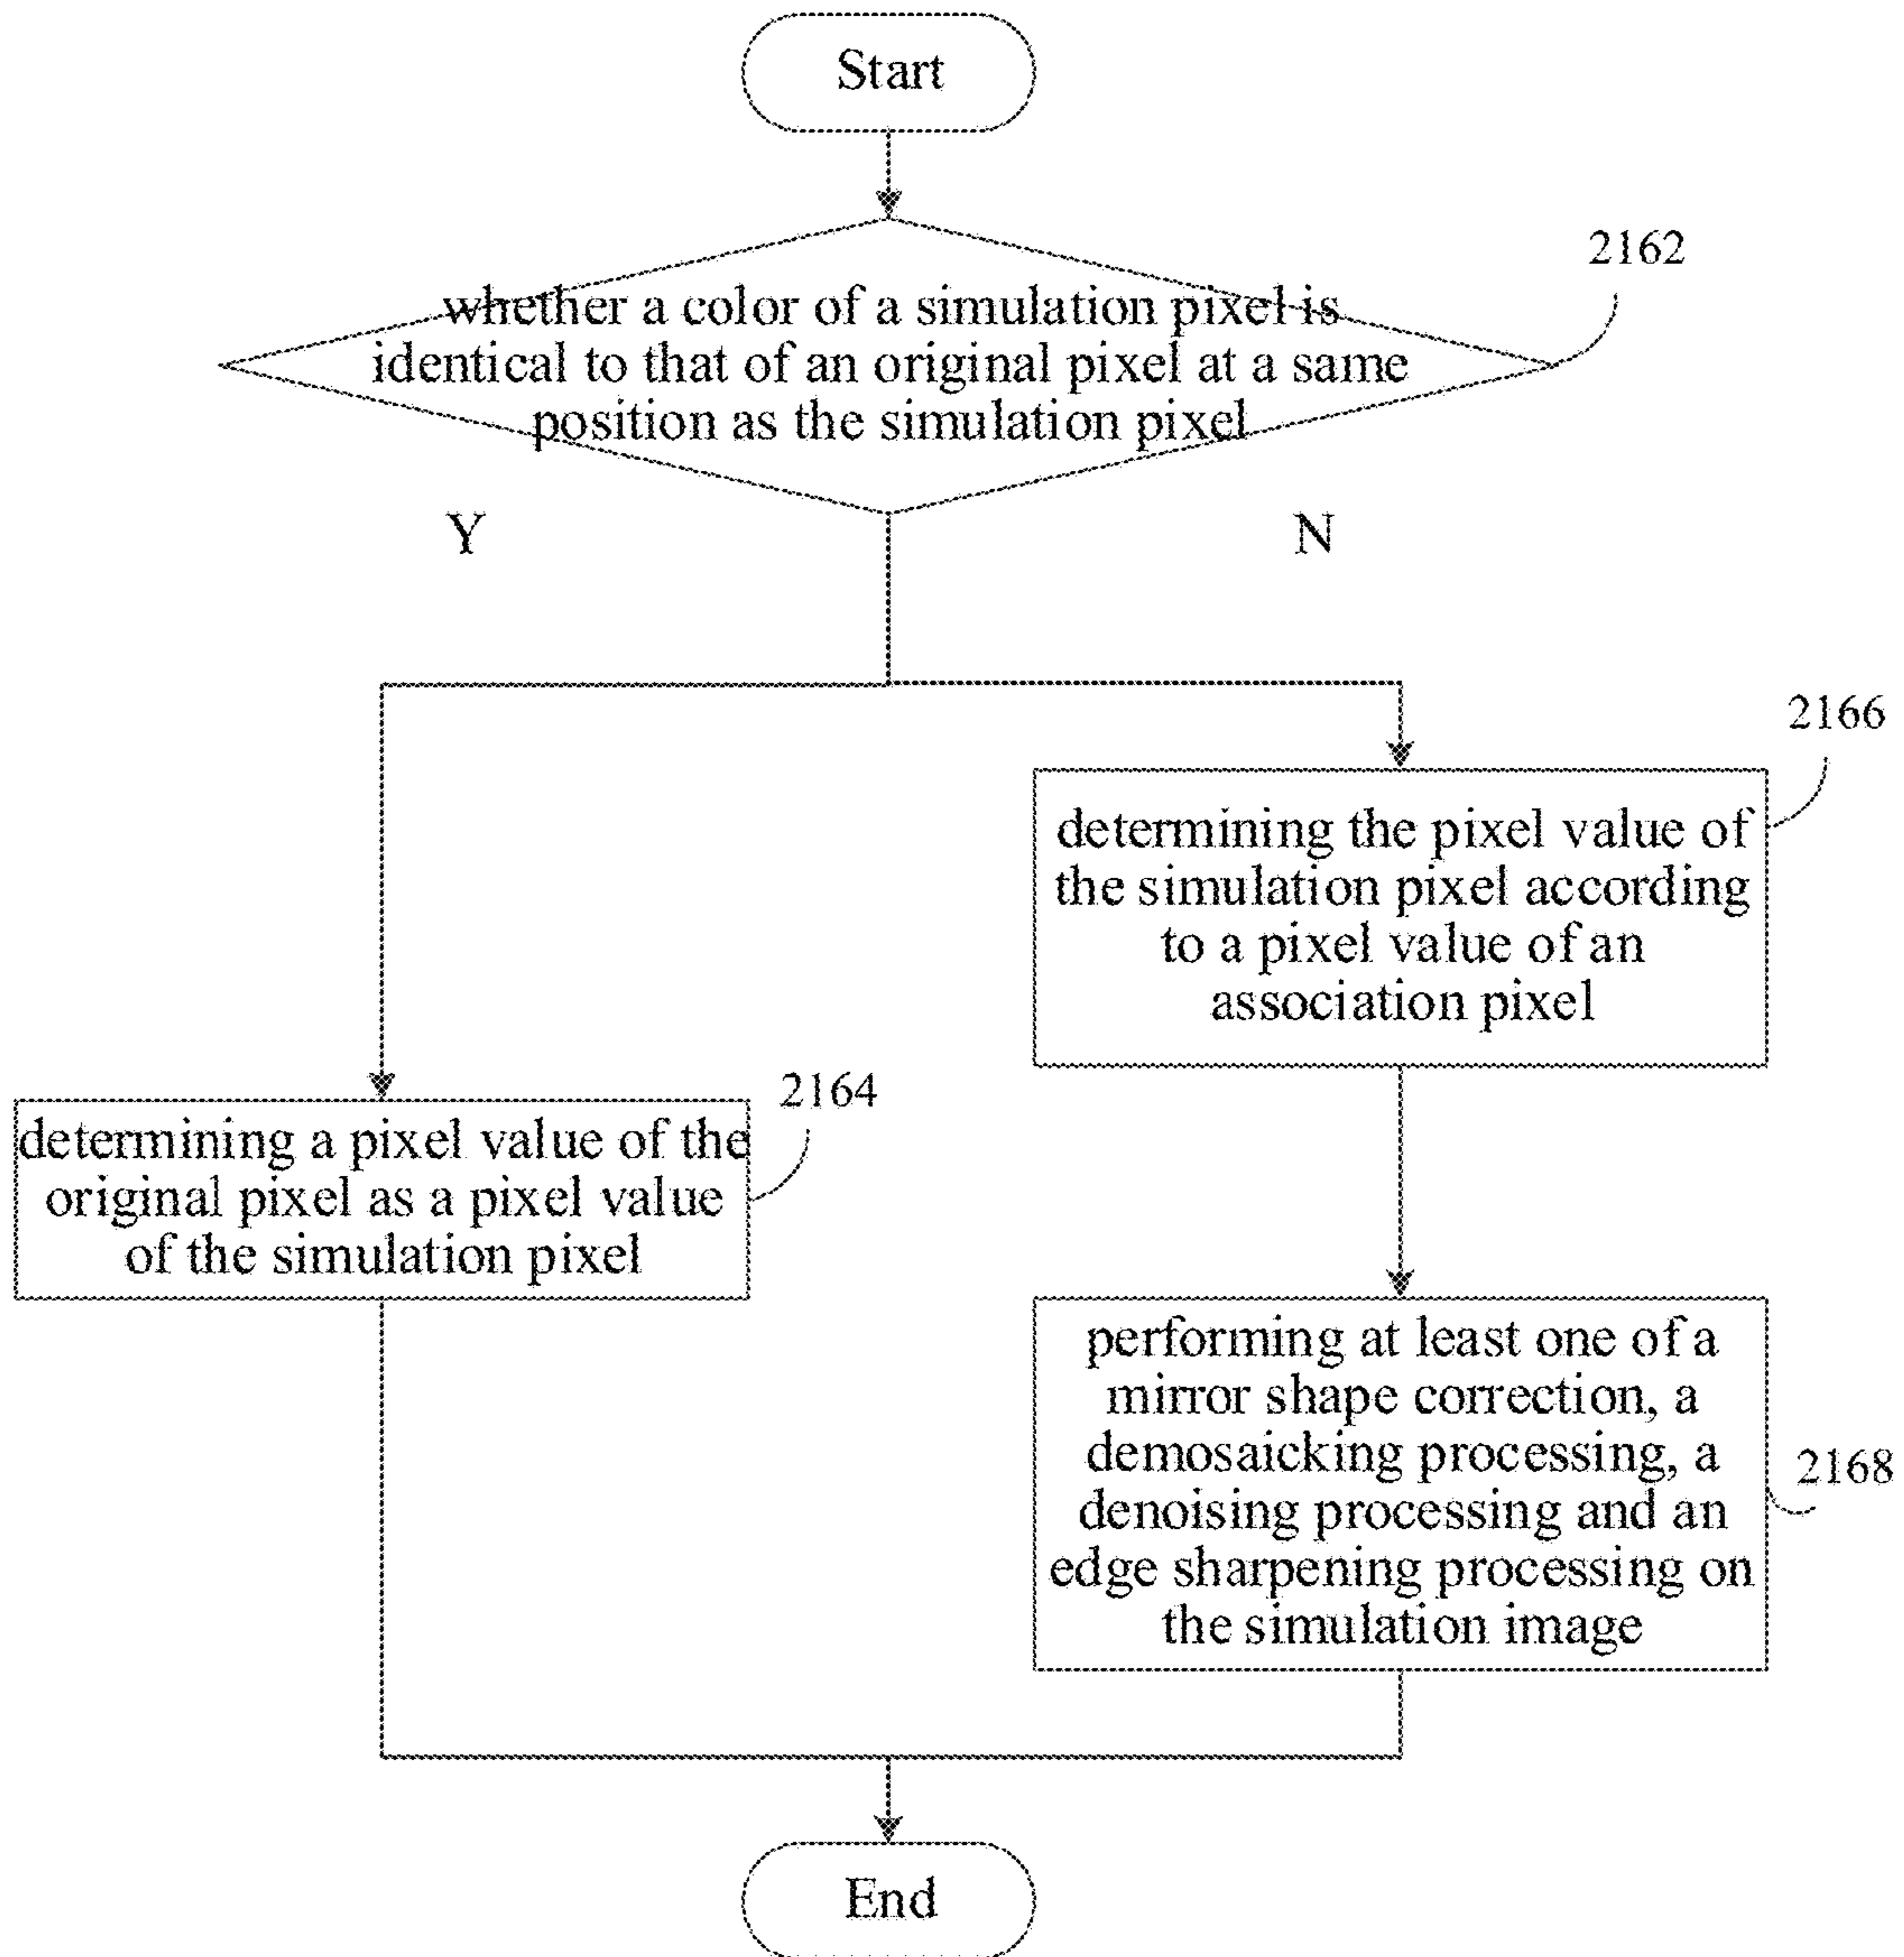 Start
2162
whether a color of a simulation pixel is
identical to that of an original pixel at a same
position as the simulation pixel
Y
N
2166
determining the pixel value of
the simulation pixel according
to a pixel value of an
association pixel
2164
determining a pixel value of the
original pixel as a pixel value
of the simulation pixel
performing at least one of a
mirror shape correction, a
demosaicking processing, a
denoising processing and an
edge sharpening processing on
the simulation image
2168
End